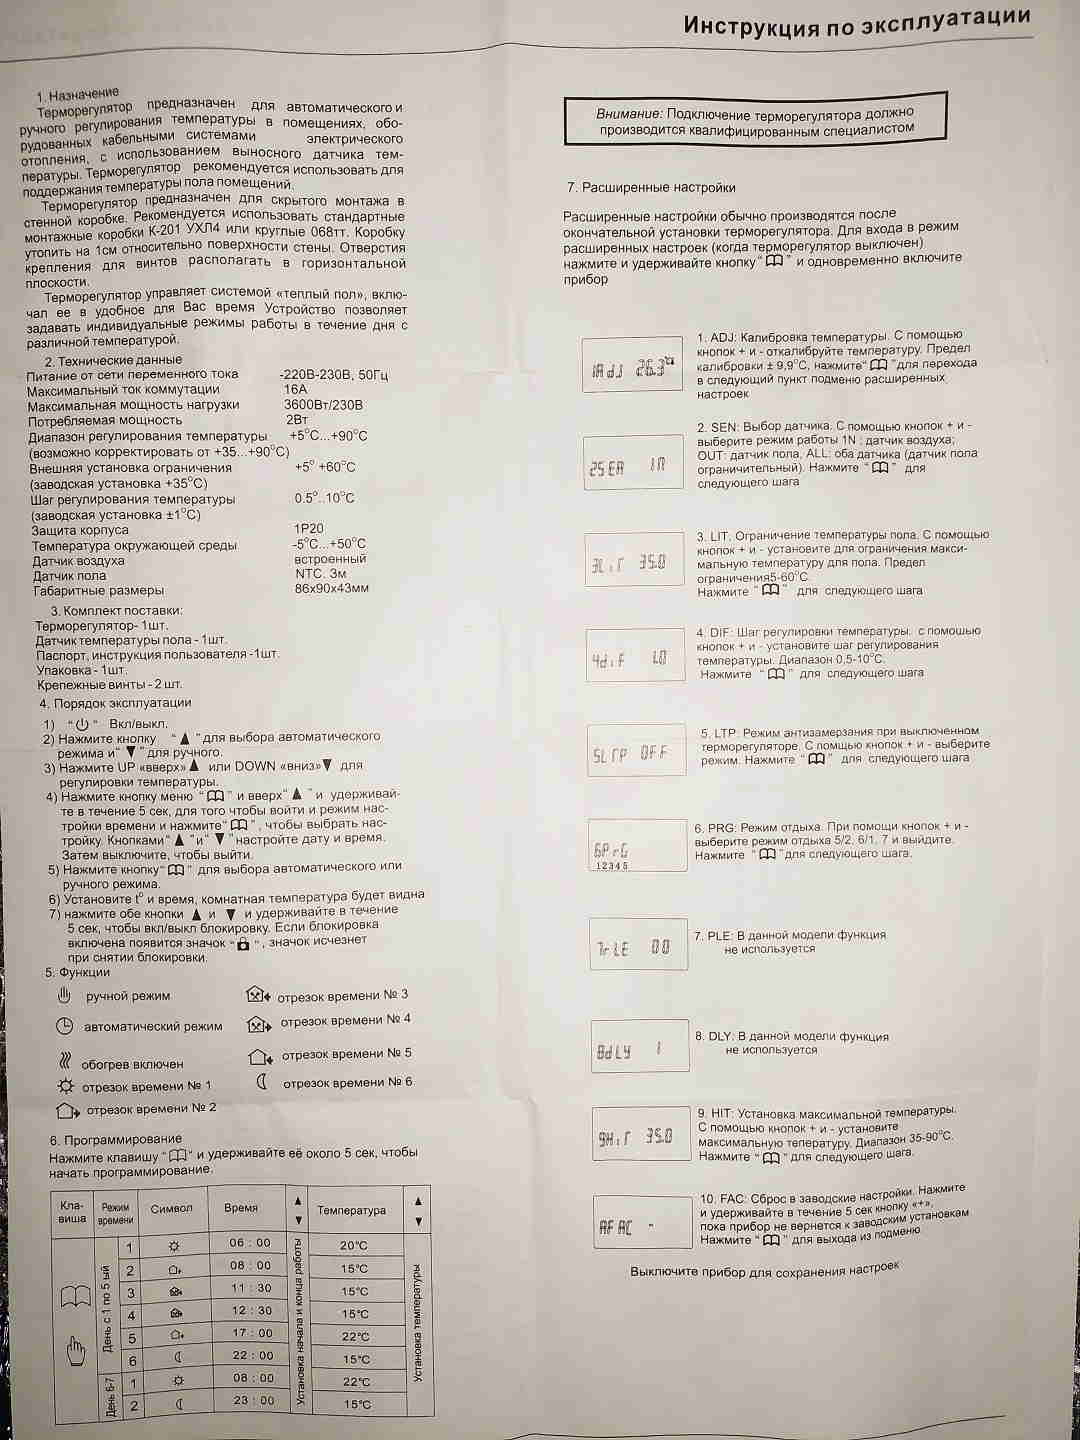 Инструкция по эксплуатации
1. Назначение
Терморегулятор предназначен для автоматического и
ручного регулирования температуры в помещениях, обо-
рудованных кабельными системами электрического
отопления, с использованием выносного датчика тем-
пературы. Терморегулятор рекомендуется использовать для
поддержания температуры пола помещений.
Терморегулятор предназначен для скрытого монтажа в
стенной коробке. Рекомендуется использовать стандартные
монтажные коробки К-201 УХЛ4 или круглые 068тт. Коробку
утопить на 1см относительно поверхности стены. Отверстия
крепления для винтов располагать в горизонтальной
плоскости.
Терморегулятор управляет системой «теплый пол», вклю-
чал ее в удобное для Вас время Устройство позволяет
задавать индивидуальные режимы работы в течение дня с
различной температурой.
2. Технические данные
Питание от сети переменного тока -220В-230В, 50Гц
Максимальный ток коммутации 16А
Максимальная мощность нагрузки 3600Вт/230В
Потребляемая мощность 2Вт
Диапазон регулирования температуры +5°С...+90°С
(возможно корректировать от +35...+90°С)
Внешняя установка ограничения +5° +60°С
(заводская установка +35°С)
Шаг регулирования температуры 0.5°..10°С
(заводская установка ±1°С)
Защита корпуса 1Р20
Температура окружающей среды -5°С...+50°С
Датчик воздуха встроенный
Датчик пола NTC. 3м
Габаритные размеры 86х90х43мм
3. Комплект поставки:
Терморегулятор- 1шт.
Датчик температуры пола - 1шт.
Паспорт, инструкция пользователя -1шт.
Упаковка - 1шт.
Крепежные винты - 2 шт.
4. Порядок эксплуатации
1) “⏻“ Вкл/выкл.
2) Нажмите кнопку “▲”для выбора автоматического
режима и“▼”для ручного.
3) Нажмите UP «вверх»▲ или DOWN «вниз»▼ для
регулировки температуры.
4) Нажмите кнопку меню “🕮” и вверх“▲”и удерживай-
те в течение 5 сек, для того чтобы войти и режим нас-
тройки времени и нажмите“🕮”, чтобы выбрать нас-
тройку. Кнопками“▲”и“▼”настройте дату и время.
Затем выключите, чтобы выйти.
5) Нажмите кнопку“🕮” для выбора автоматического или
ручного режима.
6) Установите t° и время, комнатная температура будет видна
7) нажмите обе кнопки ▲ и ▼ и удерживайте в течение
5 сек, чтобы вкл/выкл блокировку. Если блокировка
включена появится значок “🔒“, значок исчезнет
при снятии блокировки.
5. Функции
ручной режим
отрезок времени № 3
автоматический режим
отрезок времени № 4
обогрев включен
отрезок времени № 5
отрезок времени № 1
отрезок времени № 6
отрезок времени № 2
6. Программирование
Нажмите клавишу “🕮“ и удерживайте её около 5 сек, чтобы
начать программирование.
Кла-
виша
Режим
времени
Символ
Время
▲
▼
Температура
▲
▼
День с 1 по 5 ый
1 06 : 00 20°С
2 08 : 00 15°С
3 11 : 30 15°С
4 12 : 30 15°С
5 17 : 00 22°С
6 22 : 00 15°С
День 6-7
1 08 : 00 22°С
2 23 : 00 15°С
Установка начала и конца работы
Установка температуры
Внимание: Подключение терморегулятора должно
производится квалифицированным специалистом
7. Расширенные настройки
Расширенные настройки обычно производятся после
окончательной установки терморегулятора. Для входа в режим
расширенных настроек (когда терморегулятор выключен)
нажмите и удерживайте кнопку“🕮” и одновременно включите
прибор
1AdJ 26.3
1. ADJ: Калибровка температуры. С помощью
кнопок + и - откалибруйте температуру. Предел
калибровки ± 9,9°С, нажмите“🕮”для перехода
в следующий пункт подменю расширенных
настроек
2SEA IN
2. SEN: Выбор датчика. С помощью кнопок + и -
выберите режим работы 1N : датчик воздуха;
OUT: датчик пола, ALL: оба датчика (датчик пола
ограничительный). Нажмите “🕮” для
следующего шага
3LiT 35.0
3. LIT. Ограничение температуры пола. С помощью
кнопок + и - установите для ограничения макси-
мальную температуру для пола. Предел
ограничения5-60°С.
Нажмите “🕮” для следующего шага
4diF 1.0
4. DIF: Шаг регулировки температуры. с помошью
кнопок + и - установите шаг регулирования
температуры. Диапазон 0,5-10°С.
Нажмите “🕮” для следующего шага
5LTP OFF
5. LTP: Режим антизамерзания при выключенном
терморегуляторе. С помщью кнопок + и - выберите
режим. Нажмите “🕮” для следующего шага
6PrG
12345
6. PRG: Режим отдыха. При помощи кнопок + и -
выберите режим отдыха 5/2, 6/1, 7 и выйдите.
Нажмите “🕮”для следующего шага.
7rLE 00
7. PLE: В данной модели функция
не используется
8dLY 1
8. DLY: В данной модели функция
не используется
9HiT 35.0
9. HIT: Установка максимальной температуры.
С помощью кнопок + и - установите
максимальную тепературу. Диапазон 35-90°С.
Нажмите “🕮”для следующего шага.
AFAC -
10. FAC: Сброс в заводские настройки. Нажмите
и удерживайте в течение 5 сек кнопку «+»,
пока прибор не вернется к заводским установкам
Нажмите “🕮” для выхода из подменю.
Выключите прибор для сохранения настроек